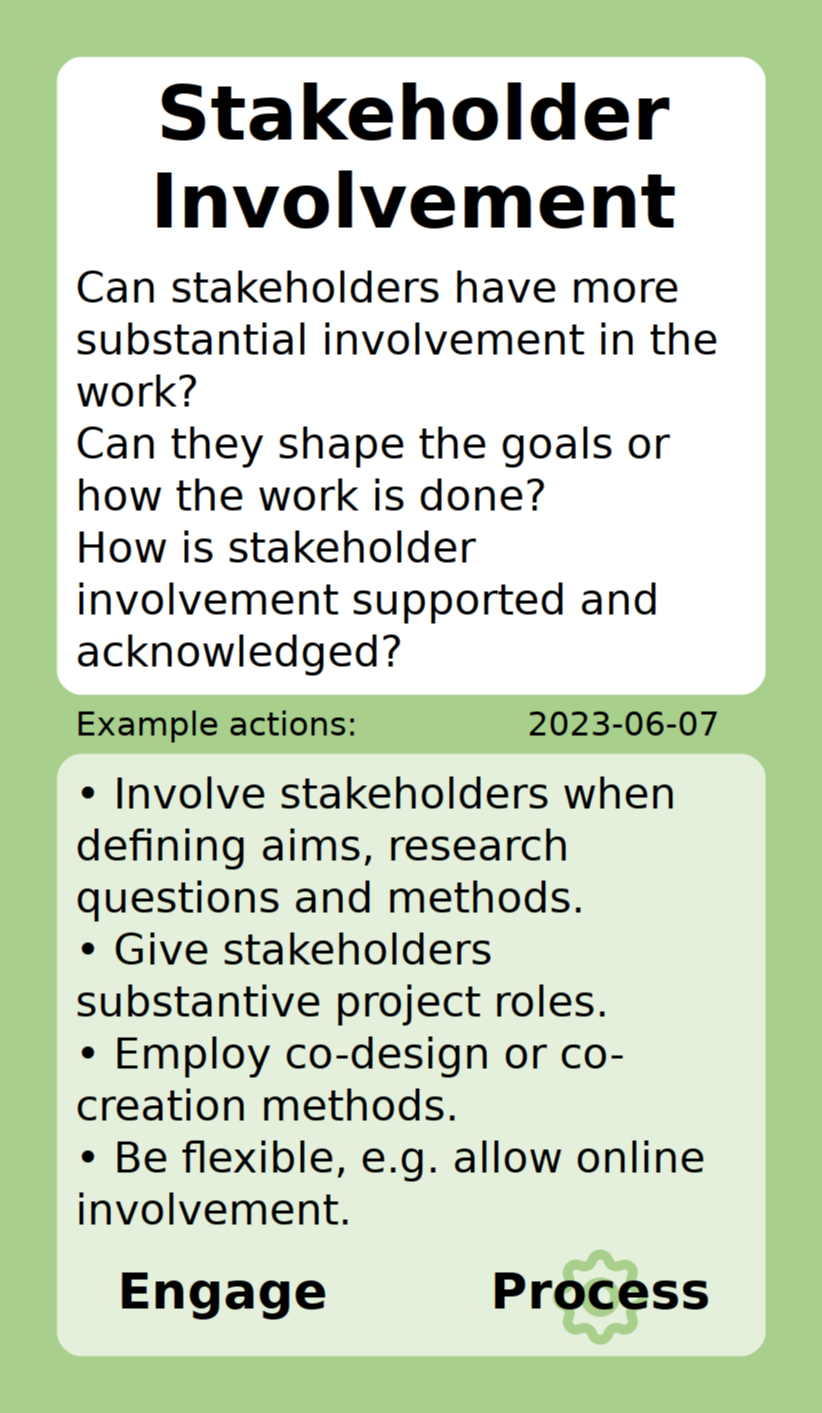 Stakeholder
Involvement
Can stakeholders have more
substantial involvement in the
work?
Can they shape the goals or
how the work is done?
How is stakeholder
involvement supported and
acknowledged?
Example actions: 2023-06-07
• Involve stakeholders when
defining aims, research
questions and methods.
• Give stakeholders
substantive project roles.
• Employ co-design or co-
creation methods.
• Be flexible, e.g. allow online
involvement.
Engage Process